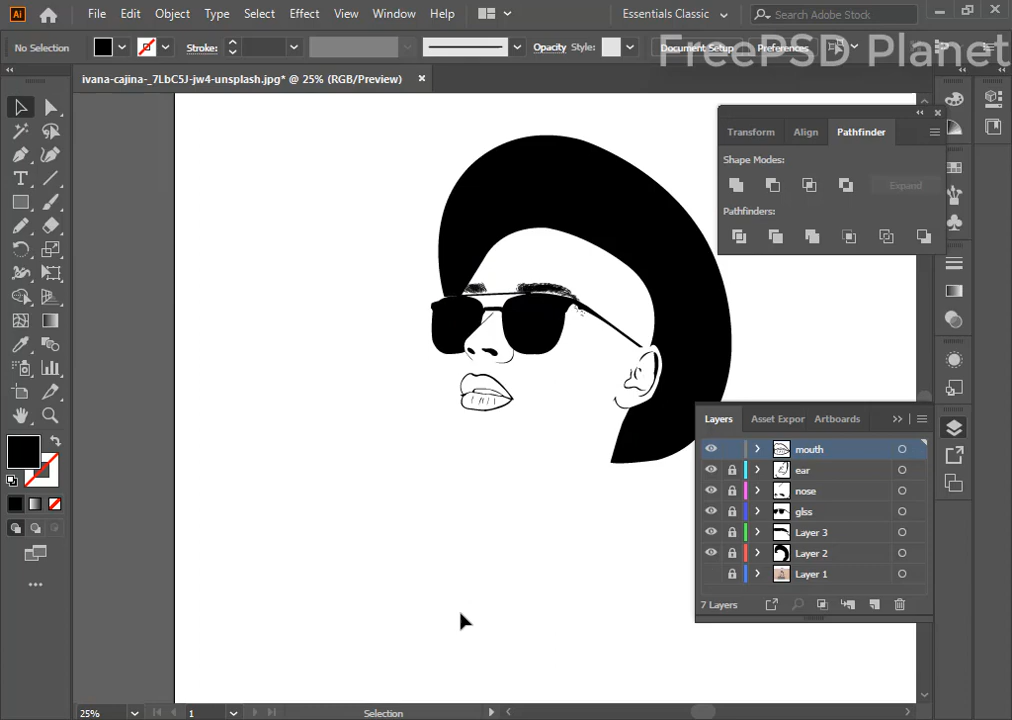 Ai File Edit Object Type Select Effect View Window Help Essentials Classic Search Adobe Stock
No Selection Stroke: Opacity Style: Document Setup Preferences
FreePSD Planet
ivana-cajina-_7LbC5J-jw4-unsplash.jpg* @ 25% (RGB/Preview)
Transform Align Pathfinder
Shape Modes:
Expand
Pathfinders:
Layers Asset Expor Artboards
mouth
ear
nose
glss
Layer 3
Layer 2
Layer 1
7 Layers
25% 1 Selection